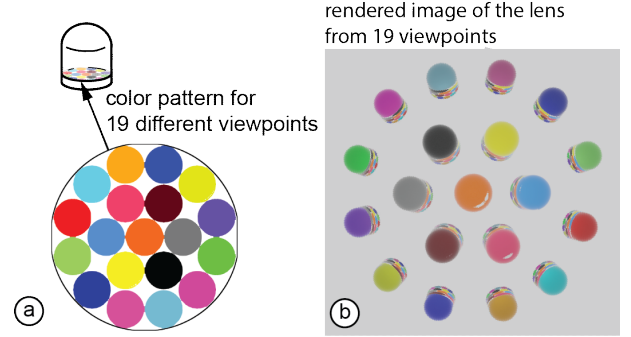 rendered image of the lens
from 19 viewpoints
color pattern for
19 different viewpoints
a
b